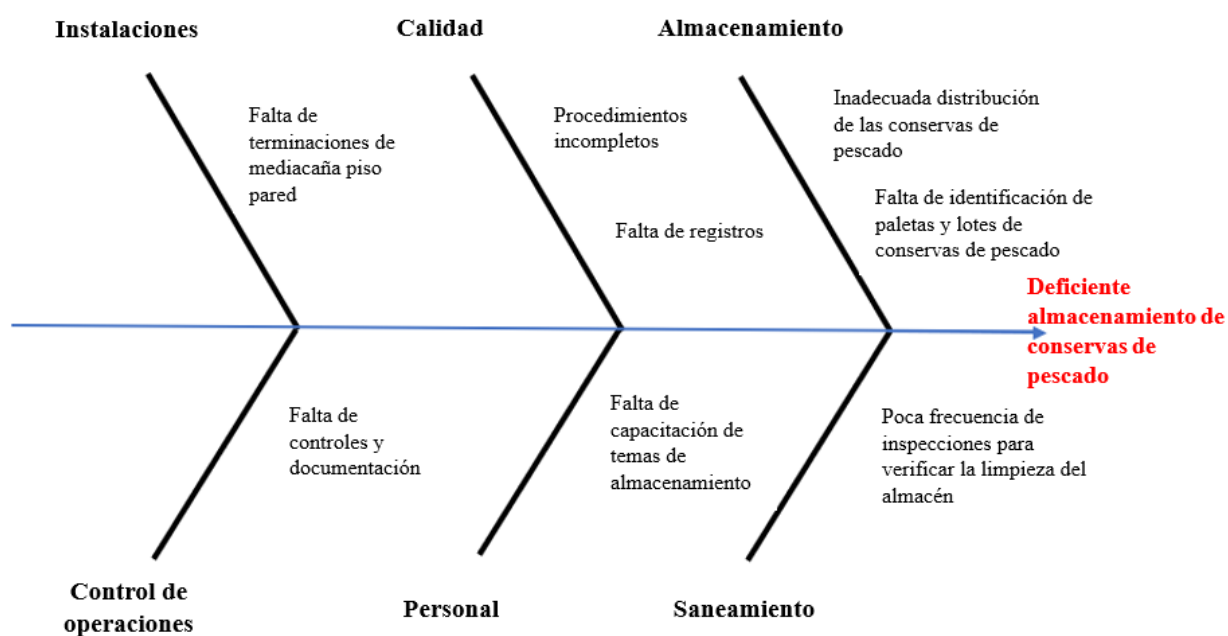 Instalaciones
Calidad
Almacenamiento
Falta de
terminaciones de
mediacaña piso
pared
Procedimientos
incompletos
Falta de registros
Inadecuada distribución
de las conservas de
pescado
Falta de identificación de
paletas y lotes de
conservas de pescado
Deficiente
almacenamiento de
conservas de
pescado
Falta de
controles y
documentación
Falta de
capacitación de
temas de
almacenamiento
Poca frecuencia de
inspecciones para
verificar la limpieza del
almacén
Control de
operaciones
Personal
Saneamiento